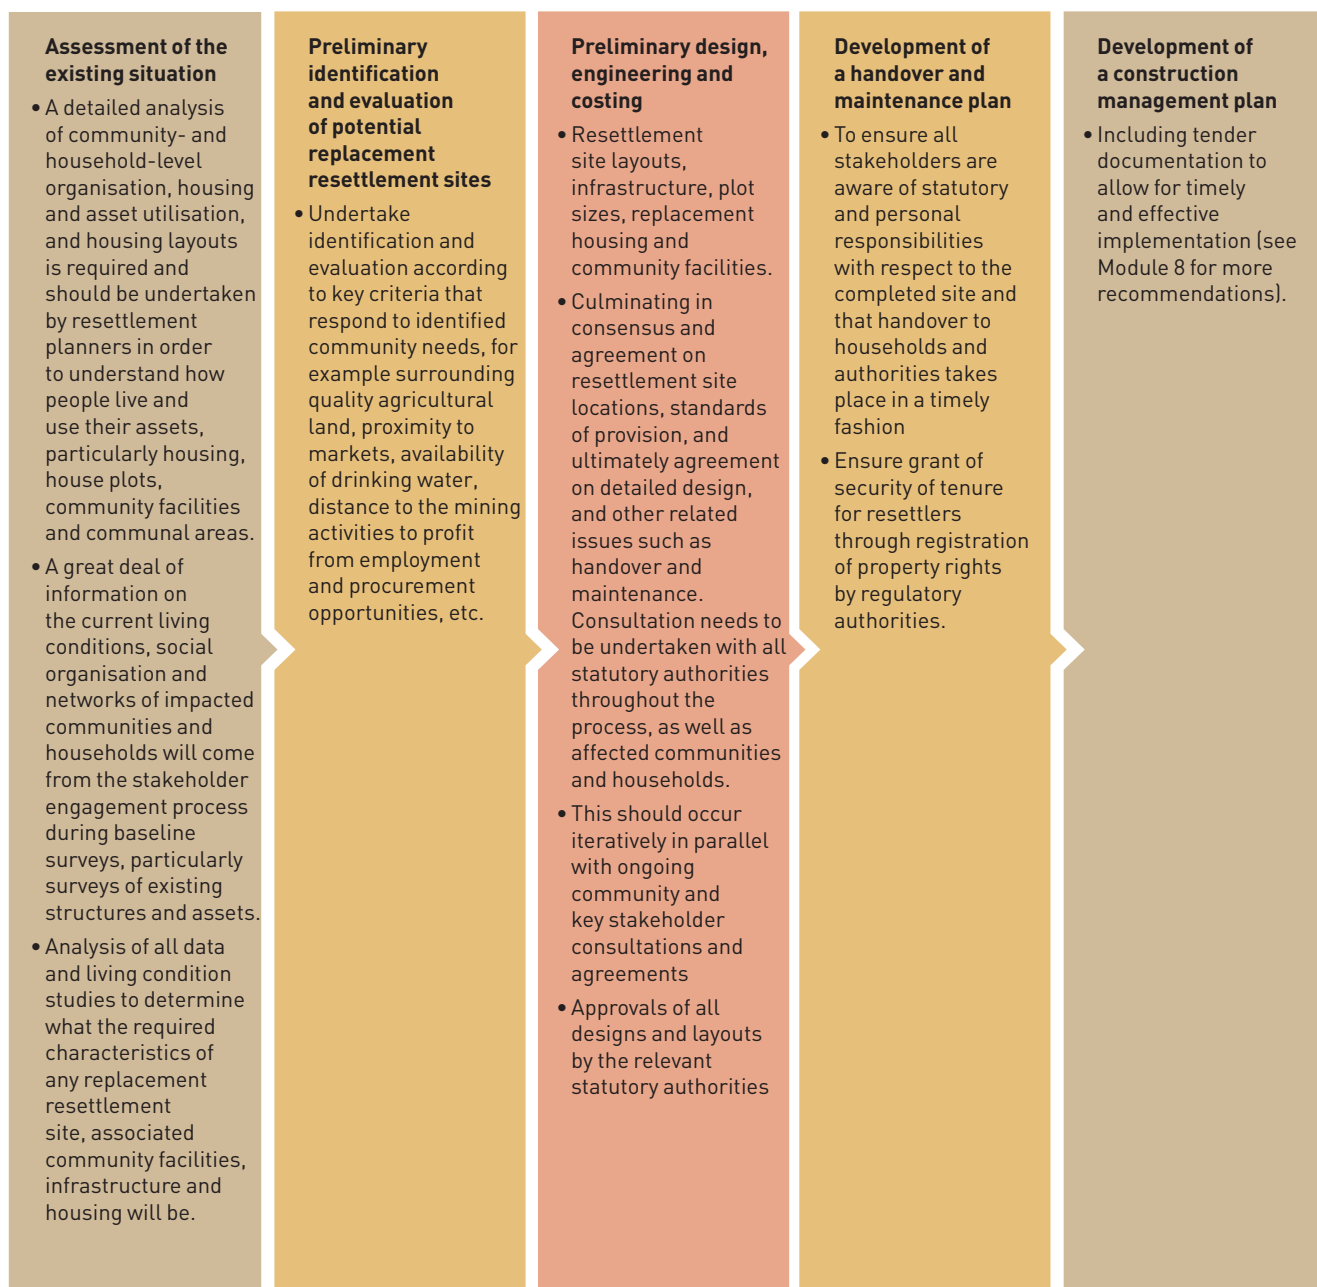 Assessment of the
existing situation
• A detailed analysis
of community- and
household-level
organisation, housing
and asset utilisation,
and housing layouts
is required and
should be undertaken
by resettlement
planners in order
to understand how
people live and
use their assets,
particularly housing,
house plots,
community facilities
and communal areas.
• A great deal of
information on
the current living
conditions, social
organisation and
networks of impacted
communities and
households will come
from the stakeholder
engagement process
during baseline
surveys, particularly
surveys of existing
structures and assets.
• Analysis of all data
and living condition
studies to determine
what the required
characteristics of
any replacement
resettlement
site, associated
community facilities,
infrastructure and
housing will be.
Preliminary
identification
and evaluation
of potential
replacement
resettlement sites
• Undertake
identification and
evaluation according
to key criteria that
respond to identified
community needs, for
example surrounding
quality agricultural
land, proximity to
markets, availability
of drinking water,
distance to the mining
activities to profit
from employment
and procurement
opportunities, etc.
Preliminary design,
engineering and
costing
• Resettlement
site layouts,
infrastructure, plot
sizes, replacement
housing and
community facilities.
• Culminating in
consensus and
agreement on
resettlement site
locations, standards
of provision, and
ultimately agreement
on detailed design,
and other related
issues such as
handover and
maintenance.
Consultation needs to
be undertaken with all
statutory authorities
throughout the
process, as well as
affected communities
and households.
• This should occur
iteratively in parallel
with ongoing
community and
key stakeholder
consultations and
agreements
• Approvals of all
designs and layouts
by the relevant
statutory authorities
Development of
a handover and
maintenance plan
• To ensure all
stakeholders are
aware of statutory
and personal
responsibilities
with respect to the
completed site and
that handover to
households and
authorities takes
place in a timely
fashion
• Ensure grant of
security of tenure
for resettlers
through registration
of property rights
by regulatory
authorities.
Development of
a construction
management plan
• Including tender
documentation to
allow for timely
and effective
implementation (see
Module 8 for more
recommendations).